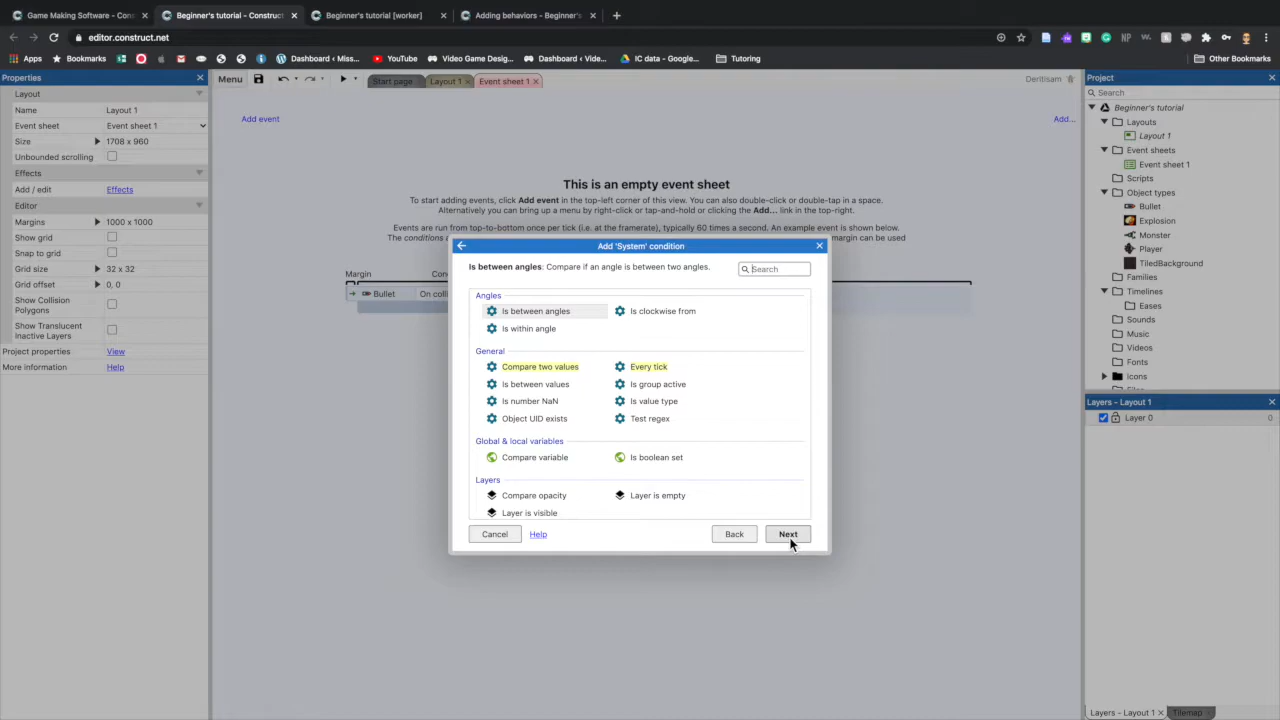 Game Making Software - Cons
Beginner's tutorial - Construct
Beginner's tutorial [worker]
Adding behaviors - Beginner's
editor.construct.net
Apps
Bookmarks
Dashboard ‹ Miss...
YouTube
Video Game Desig...
Dashboard ‹ Vide...
IC data - Google...
Tutoring
Other Bookmarks
Properties
Menu
Start page
Layout 1
Event sheet 1
Deritisam
Project
Layout
Name Layout 1
Event sheet Event sheet 1
Size 1708 x 960
Unbounded scrolling
Effects
Add / edit Effects
Editor
Margins 1000 x 1000
Show grid
Snap to grid
Grid size 32 x 32
Grid offset 0, 0
Show Collision
Polygons
Show Translucent
Inactive Layers
Project properties View
More information Help
Add event
Add...
This is an empty event sheet
To start adding events, click Add event in the top-left corner of this view. You can also double-click or double-tap in a space.
Alternatively you can bring up a menu by right-click or tap-and-hold or clicking the Add... link in the top-right.
Events are run from top-to-bottom once per tick (i.e. at the framerate), typically 60 times a second. An example event is shown below.
The conditions a
margin can be used
Margin
Con
Bullet
On colli
Add 'System' condition
Is between angles: Compare if an angle is between two angles.
Search
Angles
Is between angles
Is clockwise from
Is within angle
General
Compare two values
Every tick
Is between values
Is group active
Is number NaN
Is value type
Object UID exists
Test regex
Global & local variables
Compare variable
Is boolean set
Layers
Compare opacity
Layer is empty
Layer is visible
Cancel
Help
Back
Next
Search
Beginner's tutorial
Layouts
Layout 1
Event sheets
Event sheet 1
Scripts
Object types
Bullet
Explosion
Monster
Player
TiledBackground
Families
Timelines
Eases
Sounds
Music
Videos
Fonts
Icons
Layers - Layout 1
Layer 0
0
Layers - Layout 1
Tilemap